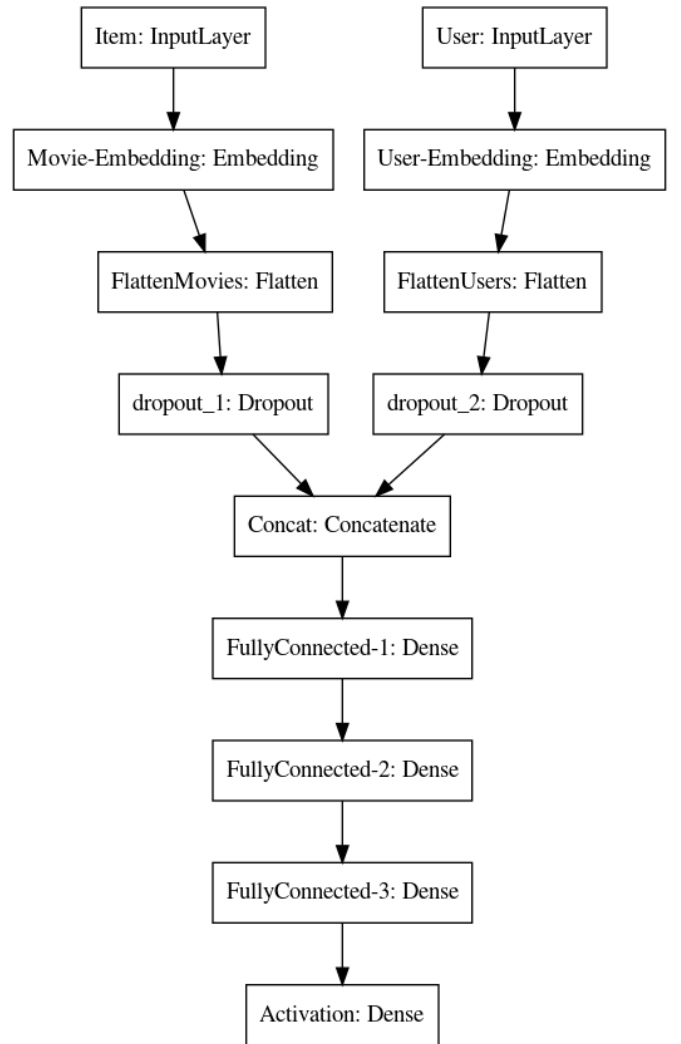 Item: InputLayer
User: InputLayer
Movie-Embedding: Embedding
User-Embedding: Embedding
FlattenMovies: Flatten
FlattenUsers: Flatten
dropout_1: Dropout
dropout_2: Dropout
Concat: Concatenate
FullyConnected-1: Dense
FullyConnected-2: Dense
FullyConnected-3: Dense
Activation: Dense